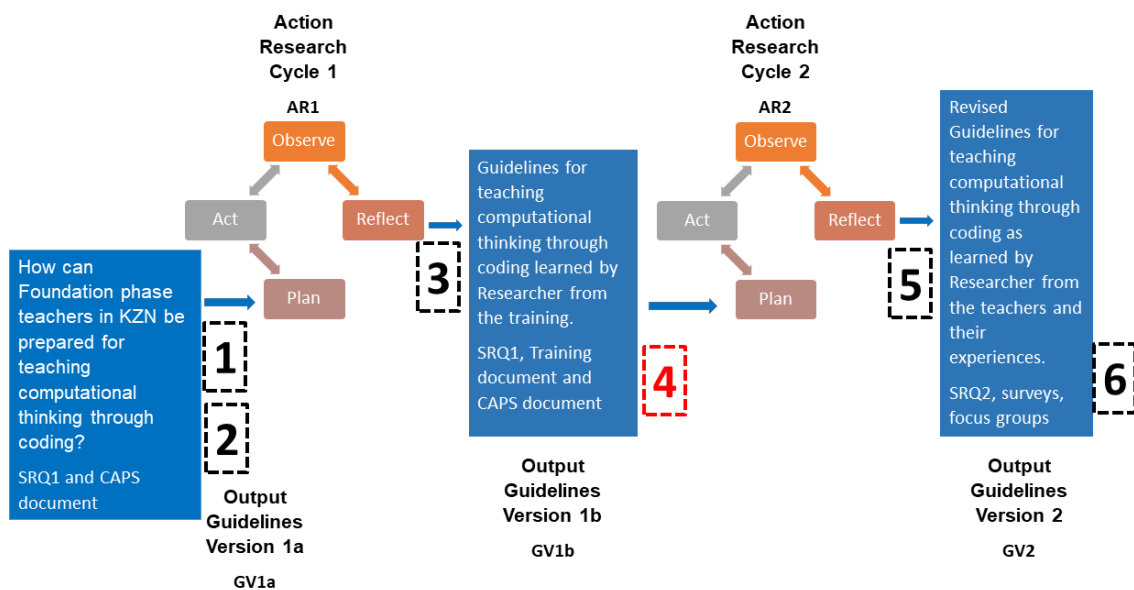 Action
Research
Cycle 1
AR1
Observe
Act
Reflect
Plan
How can
Foundation phase
teachers in KZN be
prepared for
teaching
computational
thinking through
coding?
SRQ1 and CAPS
document
1
2
Output
Guidelines
Version 1a
GV1a
3
Guidelines for
teaching
computational
thinking through
coding learned by
Researcher from
the training.
SRQ1, Training
document and
CAPS document
4
Output
Guidelines
Version 1b
GV1b
Action
Research
Cycle 2
AR2
Observe
Act
Reflect
Plan
5
Revised
Guidelines for
teaching
computational
thinking through
coding as
learned by
Researcher from
the teachers and
their
experiences.
SRQ2, surveys,
focus groups
6
Output
Guidelines
Version 2
GV2